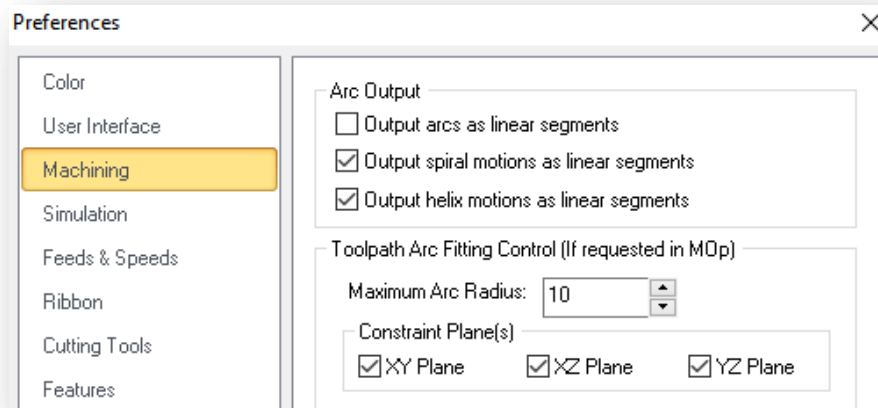 Preferences
Color
User Interface
Machining
Simulation
Feeds & Speeds
Ribbon
Cutting Tools
Features
Arc Output
Output arcs as linear segments
Output spiral motions as linear segments
Output helix motions as linear segments
Toolpath Arc Fitting Control (If requested in MOp)
Maximum Arc Radius: 10
Constraint Plane(s)
XY Plane XZ Plane YZ Plane